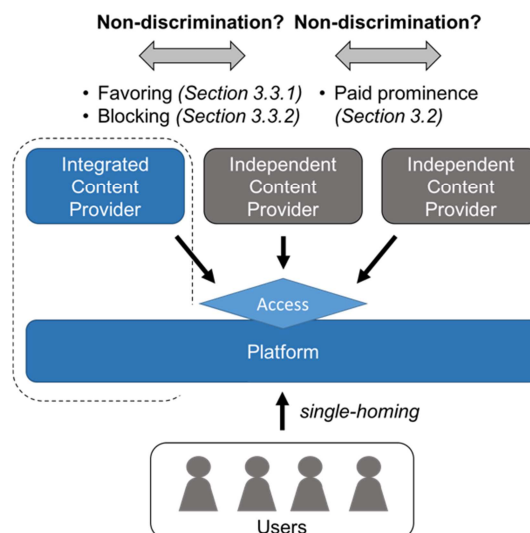 Non-discrimination? Non-discrimination?
• Favoring (Section 3.3.1)
• Blocking (Section 3.3.2)
• Paid prominence
(Section 3.2)
Integrated
Content
Provider
Independent
Content
Provider
Independent
Content
Provider
Access
Platform
single-homing
Users